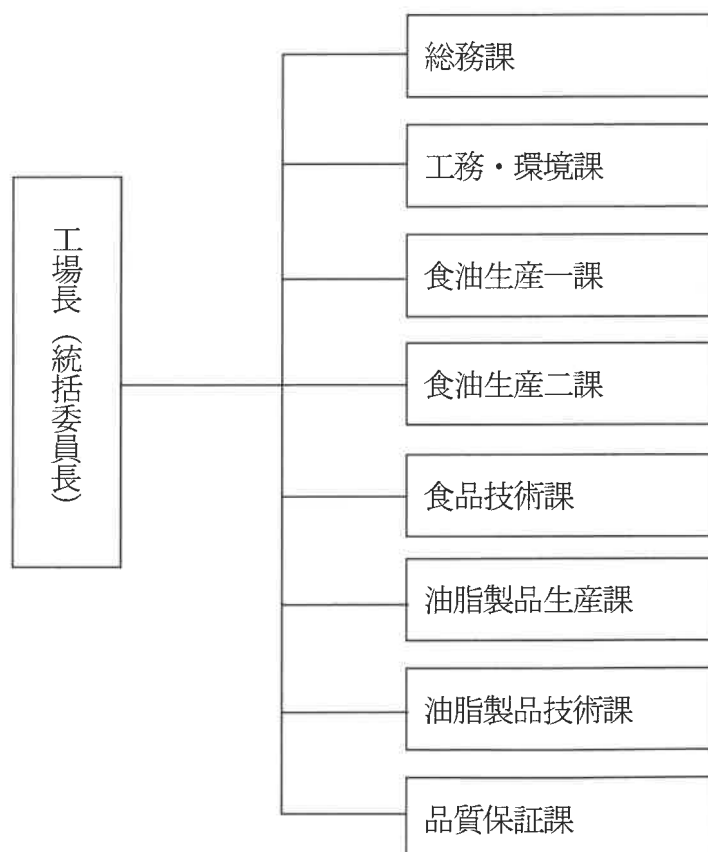 工場長（統括委員長）
総務課
工務・環境課
食油生産一課
食油生産二課
食品技術課
油脂製品生産課
油脂製品技術課
品質保証課